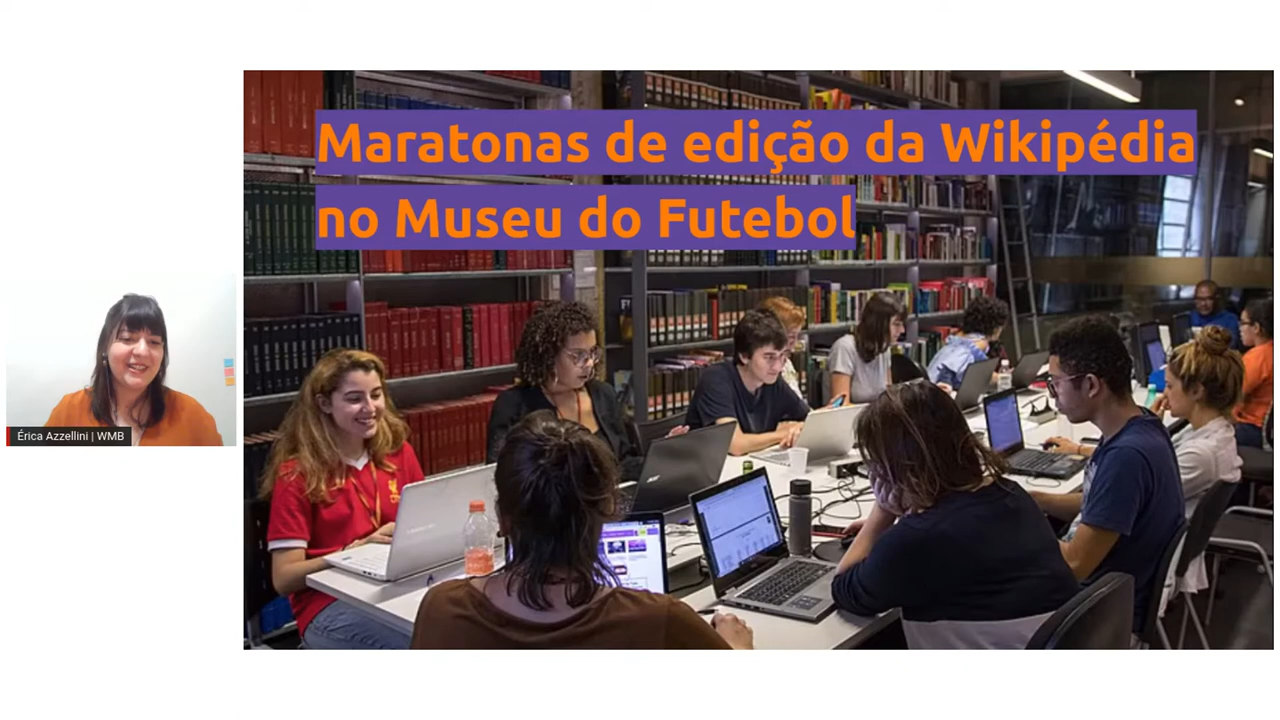 Maratonas de edição da Wikipédia
no Museu do Futebol
Érica Azzellini | WMB